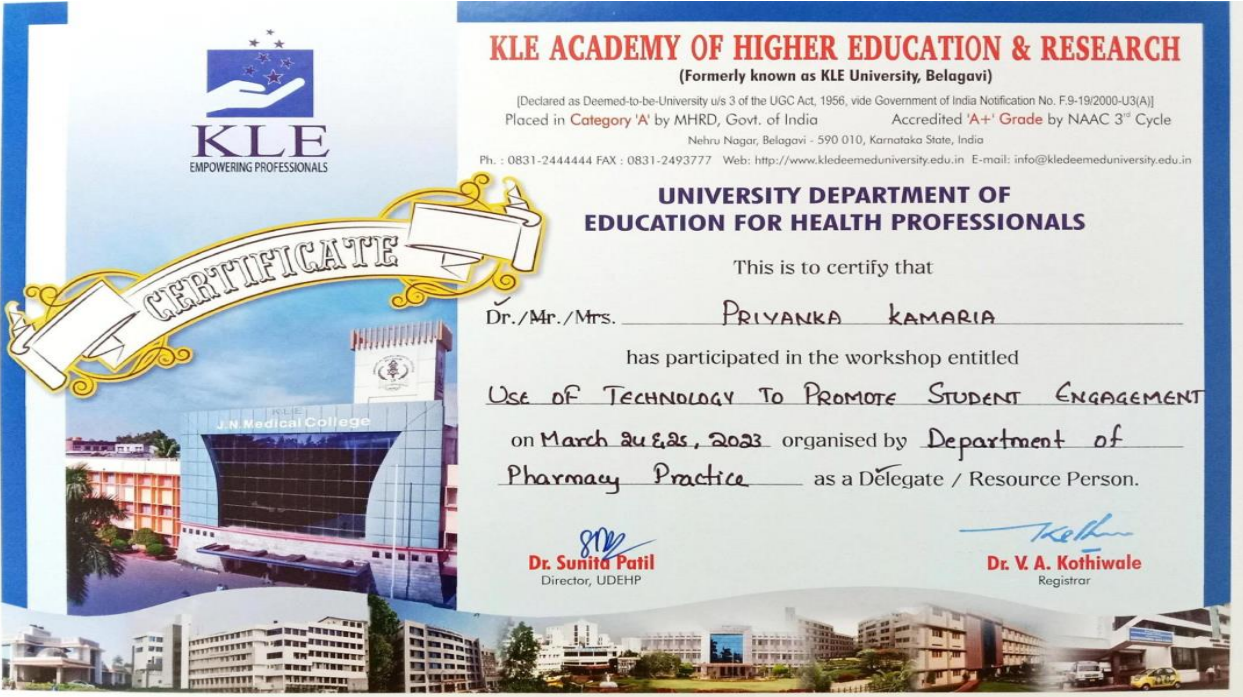 KLE
EMPOWERING PROFESSIONALS
CERTIFICATE
KLE
J.N.Medical College
KLE ACADEMY OF HIGHER EDUCATION & RESEARCH
(Formerly known as KLE University, Belagavi)
[Declared as Deemed-to-be-University u/s 3 of the UGC Act, 1956, vide Government of India Notification No. F.9-19/2000-U3(A)]
Placed in Category 'A' by MHRD, Govt. of India Accredited 'A+' Grade by NAAC 3rd Cycle
Nehru Nagar, Belagavi - 590 010, Karnataka State, India
Ph. : 0831-2444444 FAX : 0831-2493777 Web: http://www.kledeemeduniversity.edu.in E-mail: info@kledeemeduniversity.edu.in
UNIVERSITY DEPARTMENT OF
EDUCATION FOR HEALTH PROFESSIONALS
This is to certify that
Dr./Mr./Mrs. PRIYANKA KAMARIA
has participated in the workshop entitled
USE OF TECHNOLOGY TO PROMOTE STUDENT ENGAGEMENT
on March 24 & 25, 2023 organised by Department of
Pharmacy Practice as a Delegate / Resource Person.
Dr. Sunita Patil
Director, UDEHP
Dr. V. A. Kothiwale
Registrar